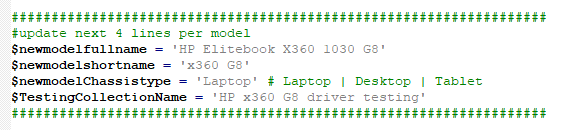 ####################################################################
#update next 4 lines per model
$newmodelfullname = 'HP Elitebook X360 1030 G8'
$newmodelshortname = 'x360 G8'
$newmodelChassistype = 'Laptop' # Laptop | Desktop | Tablet
$TestingCollectionName = 'HP x360 G8 driver testing'
####################################################################